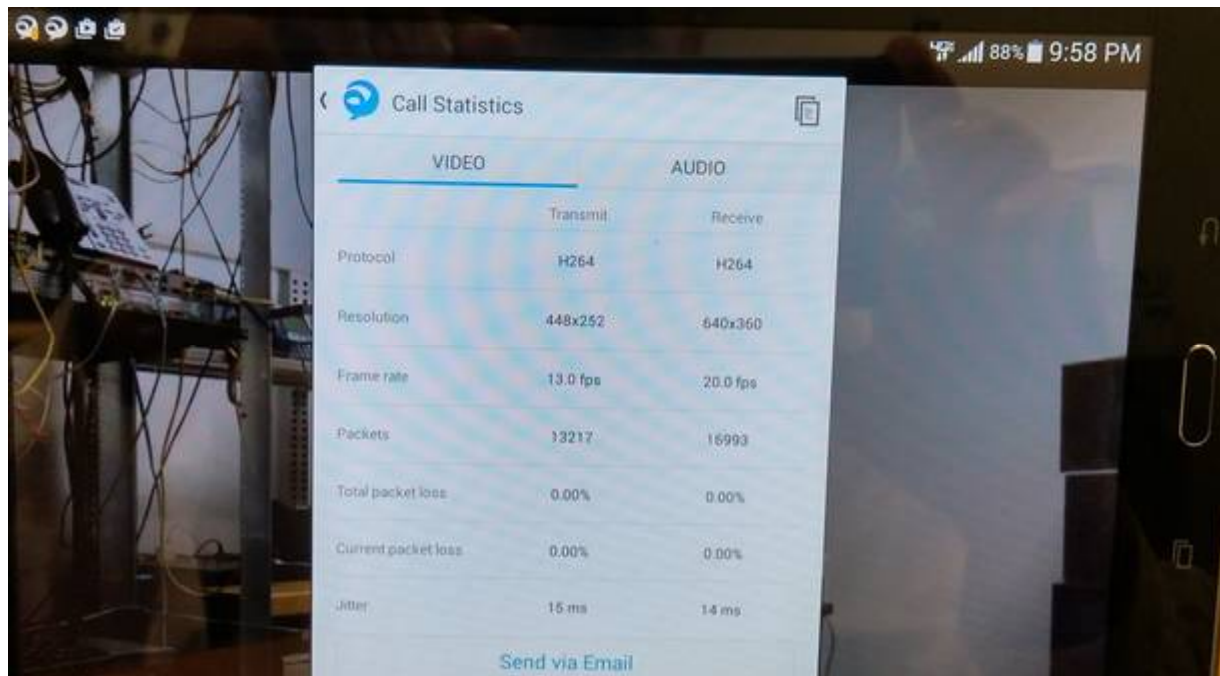 88% 9:58 PM
Call Statistics
VIDEO AUDIO
Transmit Receive
Protocol H264 H264
Resolution 448x252 640x360
Frame rate 13.0 fps 20.0 fps
Packets 13217 16993
Total packet loss 0.00% 0.00%
Current packet loss 0.00% 0.00%
Jitter 15 ms 14 ms
Send via Email